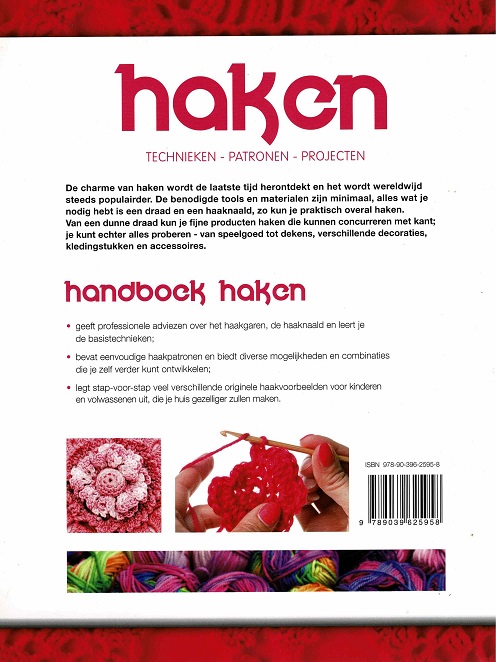 haken
TECHNIEKEN - PATRONEN - PROJECTEN
De charme van haken wordt de laatste tijd herontdekt en het wordt wereldwijd
steeds populairder. De benodigde tools en materialen zijn minimaal, alles wat je
nodig hebt is een draad en een haaknaald, zo kun je praktisch overal haken.
Van een dunne draad kun je fijne producten haken die kunnen concurreren met kant;
je kunt echter alles proberen - van speelgoed tot dekens, verschillende decoraties,
kledingstukken en accessoires.
handboek haken
• geeft professionele adviezen over het haakgaren, de haaknaald en leert je
de basistechnieken;
• bevat eenvoudige haakpatronen en biedt diverse mogelijkheden en combinaties
die je zelf verder kunt ontwikkelen;
• legt stap-voor-stap veel verschillende originele haakvoorbeelden voor kinderen
en volwassenen uit, die je huis gezelliger zullen maken.
ISBN 978-90-396-2595-8
9 789039 625958